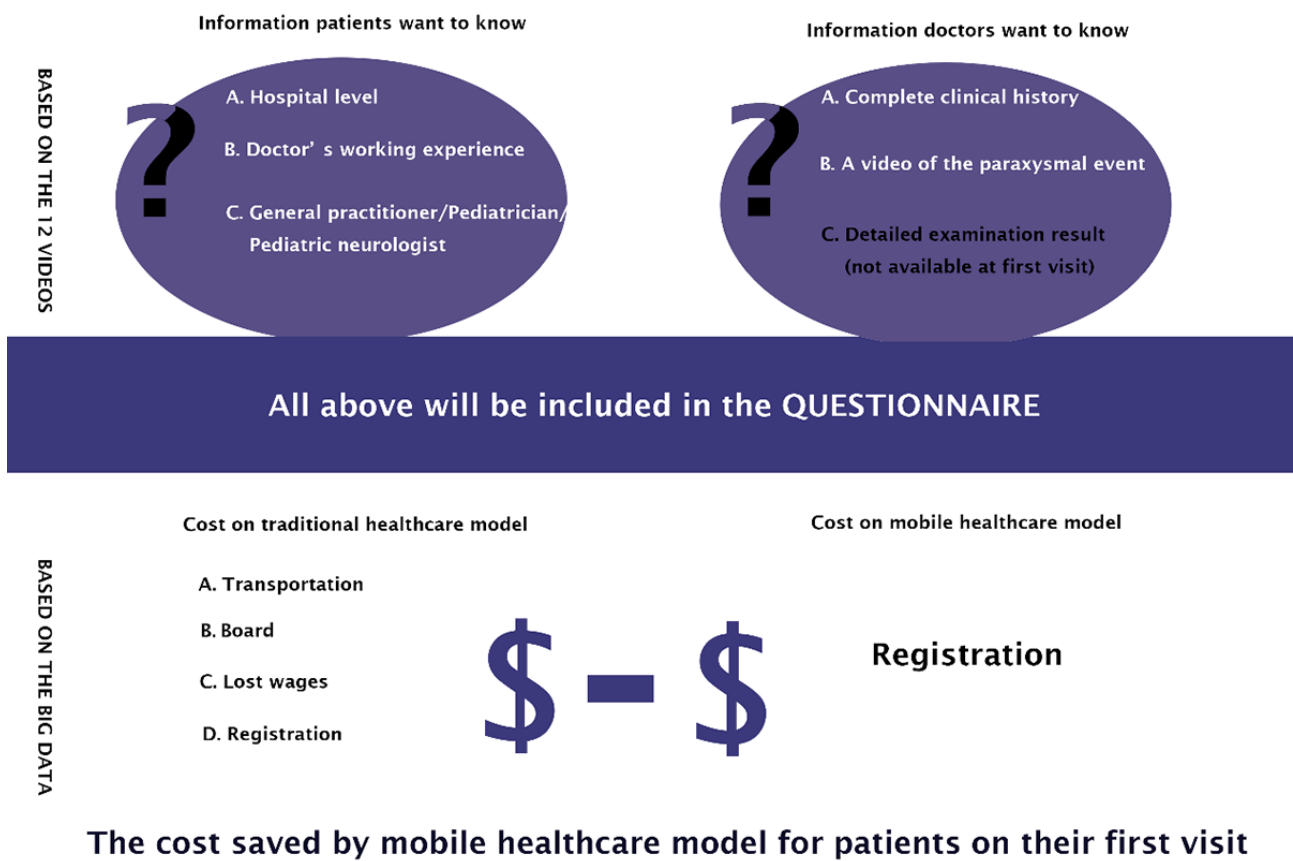 Information patients want to know
Information doctors want to know
BASED ON THE 12 VIDEOS
?
A. Hospital level
B. Doctor’ s working experience
C. General practitioner/Pediatrician/
Pediatric neurologist
?
A. Complete clinical history
B. A video of the paraxysmal event
C. Detailed examination result
(not available at first visit)
All above will be included in the QUESTIONNAIRE
BASED ON THE BIG DATA
Cost on traditional healthcare model
A. Transportation
B. Board
C. Lost wages
D. Registration
$ - $
Cost on mobile healthcare model
Registration
The cost saved by mobile healthcare model for patients on their first visit